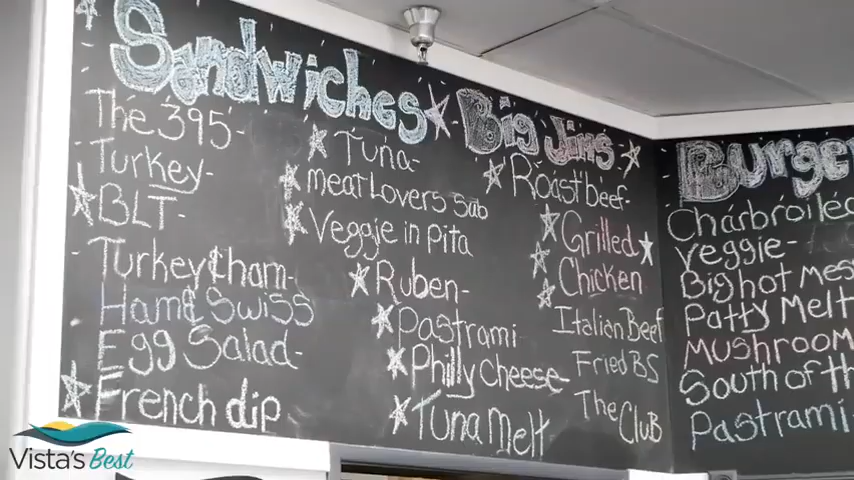 Sandwiches
The 395-
Turkey-
BLT-
- Turkey & ham-
Ham & Swiss
Egg Salad-
French dip
Tuna-
meat Lovers Sub
Veggie in pita
Ruben-
Pastrami
Philly Cheese-
Tuna Melt
Big Jims
Roast beef-
Grilled
Chicken
Italian Beef
Fried BS
The Club
Burge
Charbroiled
Veggie-
Big hot mes
Patty Melt
Mushroom
South of th
Pastrami-
Vista's Best